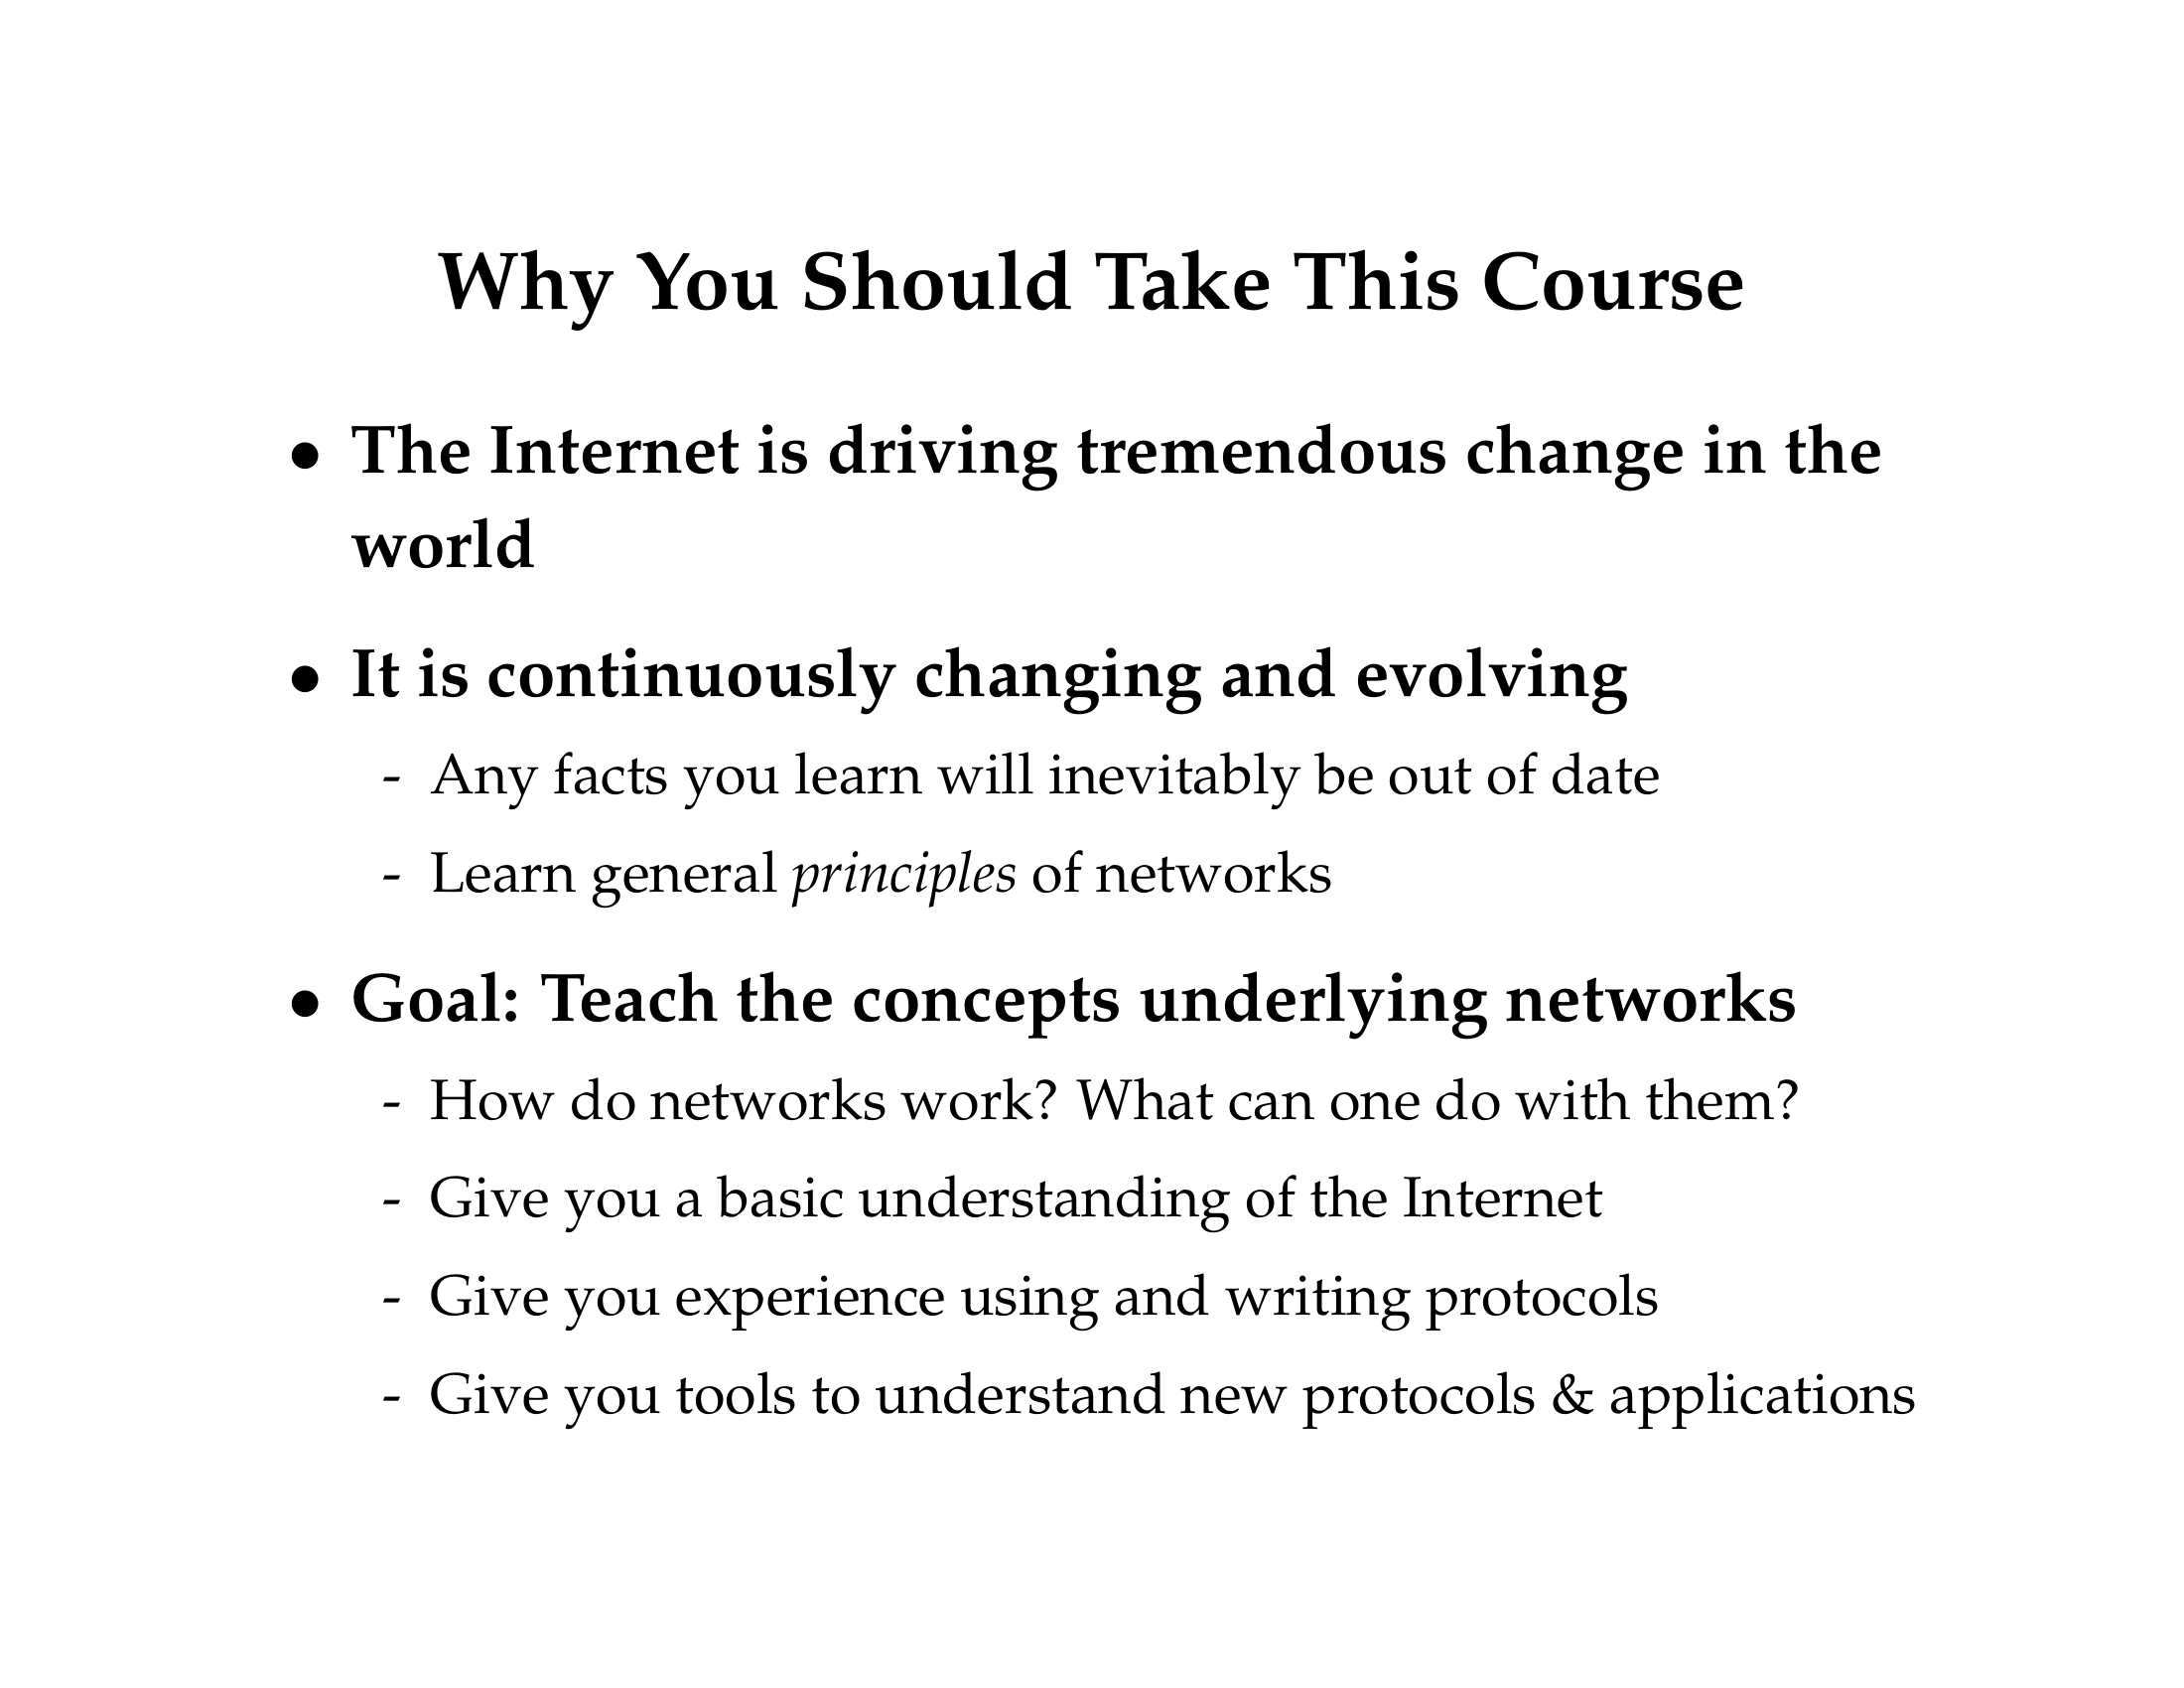 Why You Should Take This Course
• The Internet is driving tremendous change in the
world
• It is continuously changing and evolving
- Any facts you learn will inevitably be out of date
- Learn general principles of networks
• Goal: Teach the concepts underlying networks
- How do networks work? What can one do with them?
- Give you a basic understanding of the Internet
- Give you experience using and writing protocols
- Give you tools to understand new protocols & applications